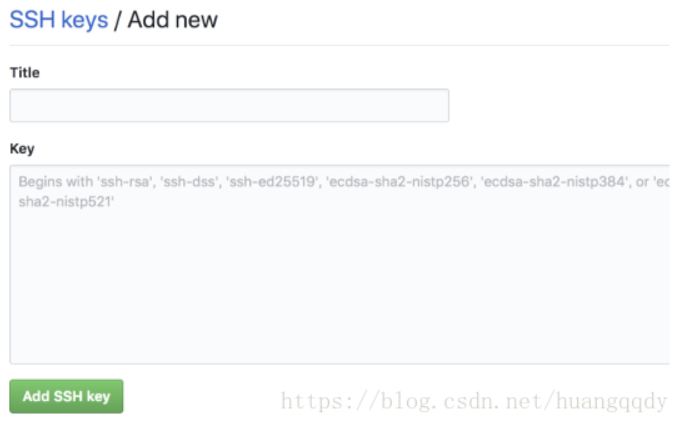 SSH keys / Add new
Title
Key
Begins with 'ssh-rsa', 'ssh-dss', 'ssh-ed25519', 'ecdsa-sha2-nistp256', 'ecdsa-sha2-nistp384', or 'ec
sha2-nistp521'
Add SSH key
https://blog.csdn.net/huangqqdy